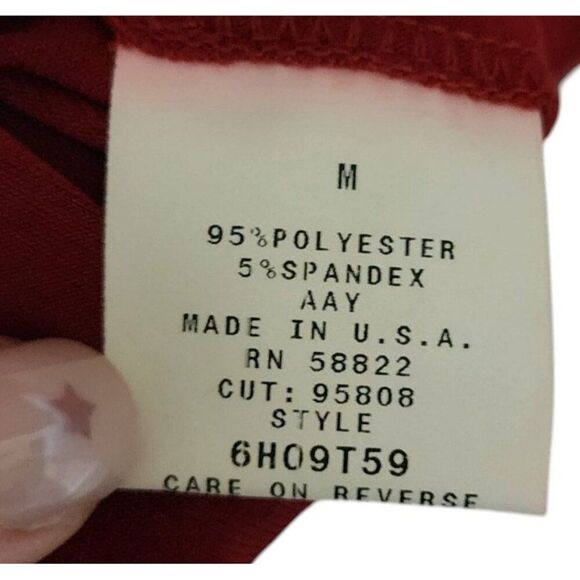 M
95%POLYESTER
5%SPANDEX
AAY
MADE IN U.S.A.
RN 58822
CUT: 95808
STYLE
6H09T59
CARE ON REVERSE